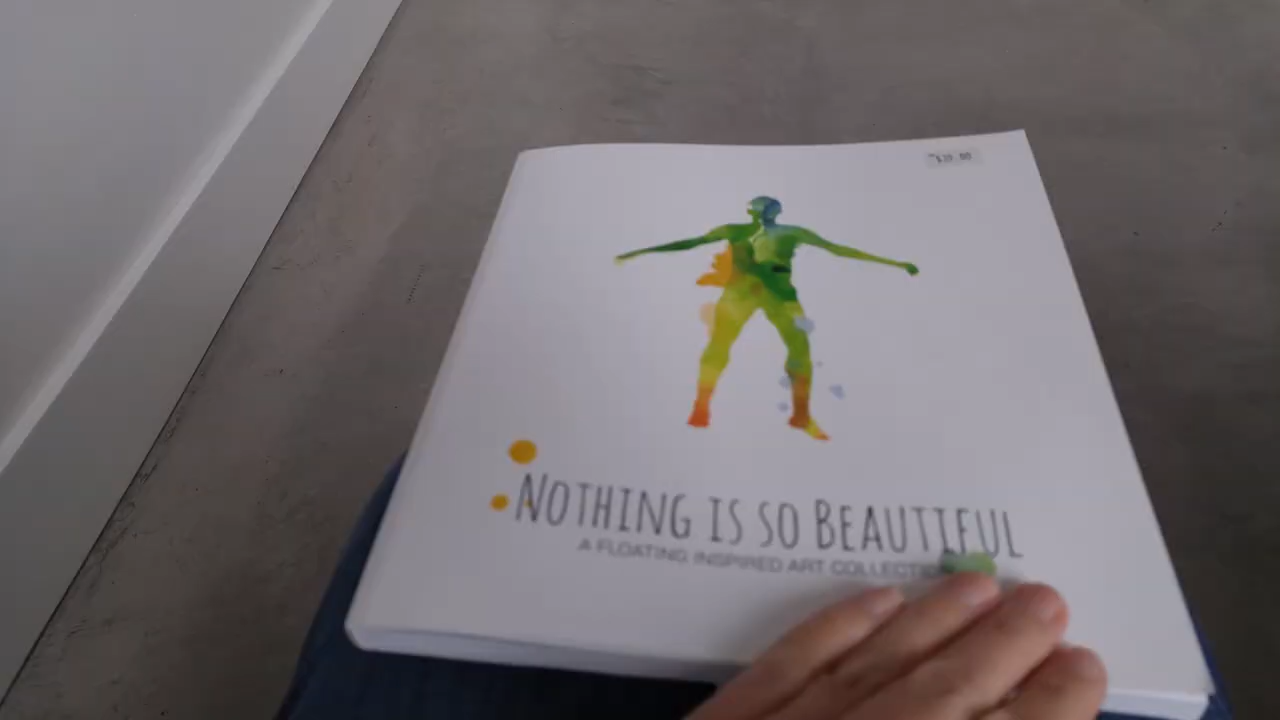 NOTHING IS SO BEAUTIFUL
A FLOATING INSPIRED ART COLLECTION